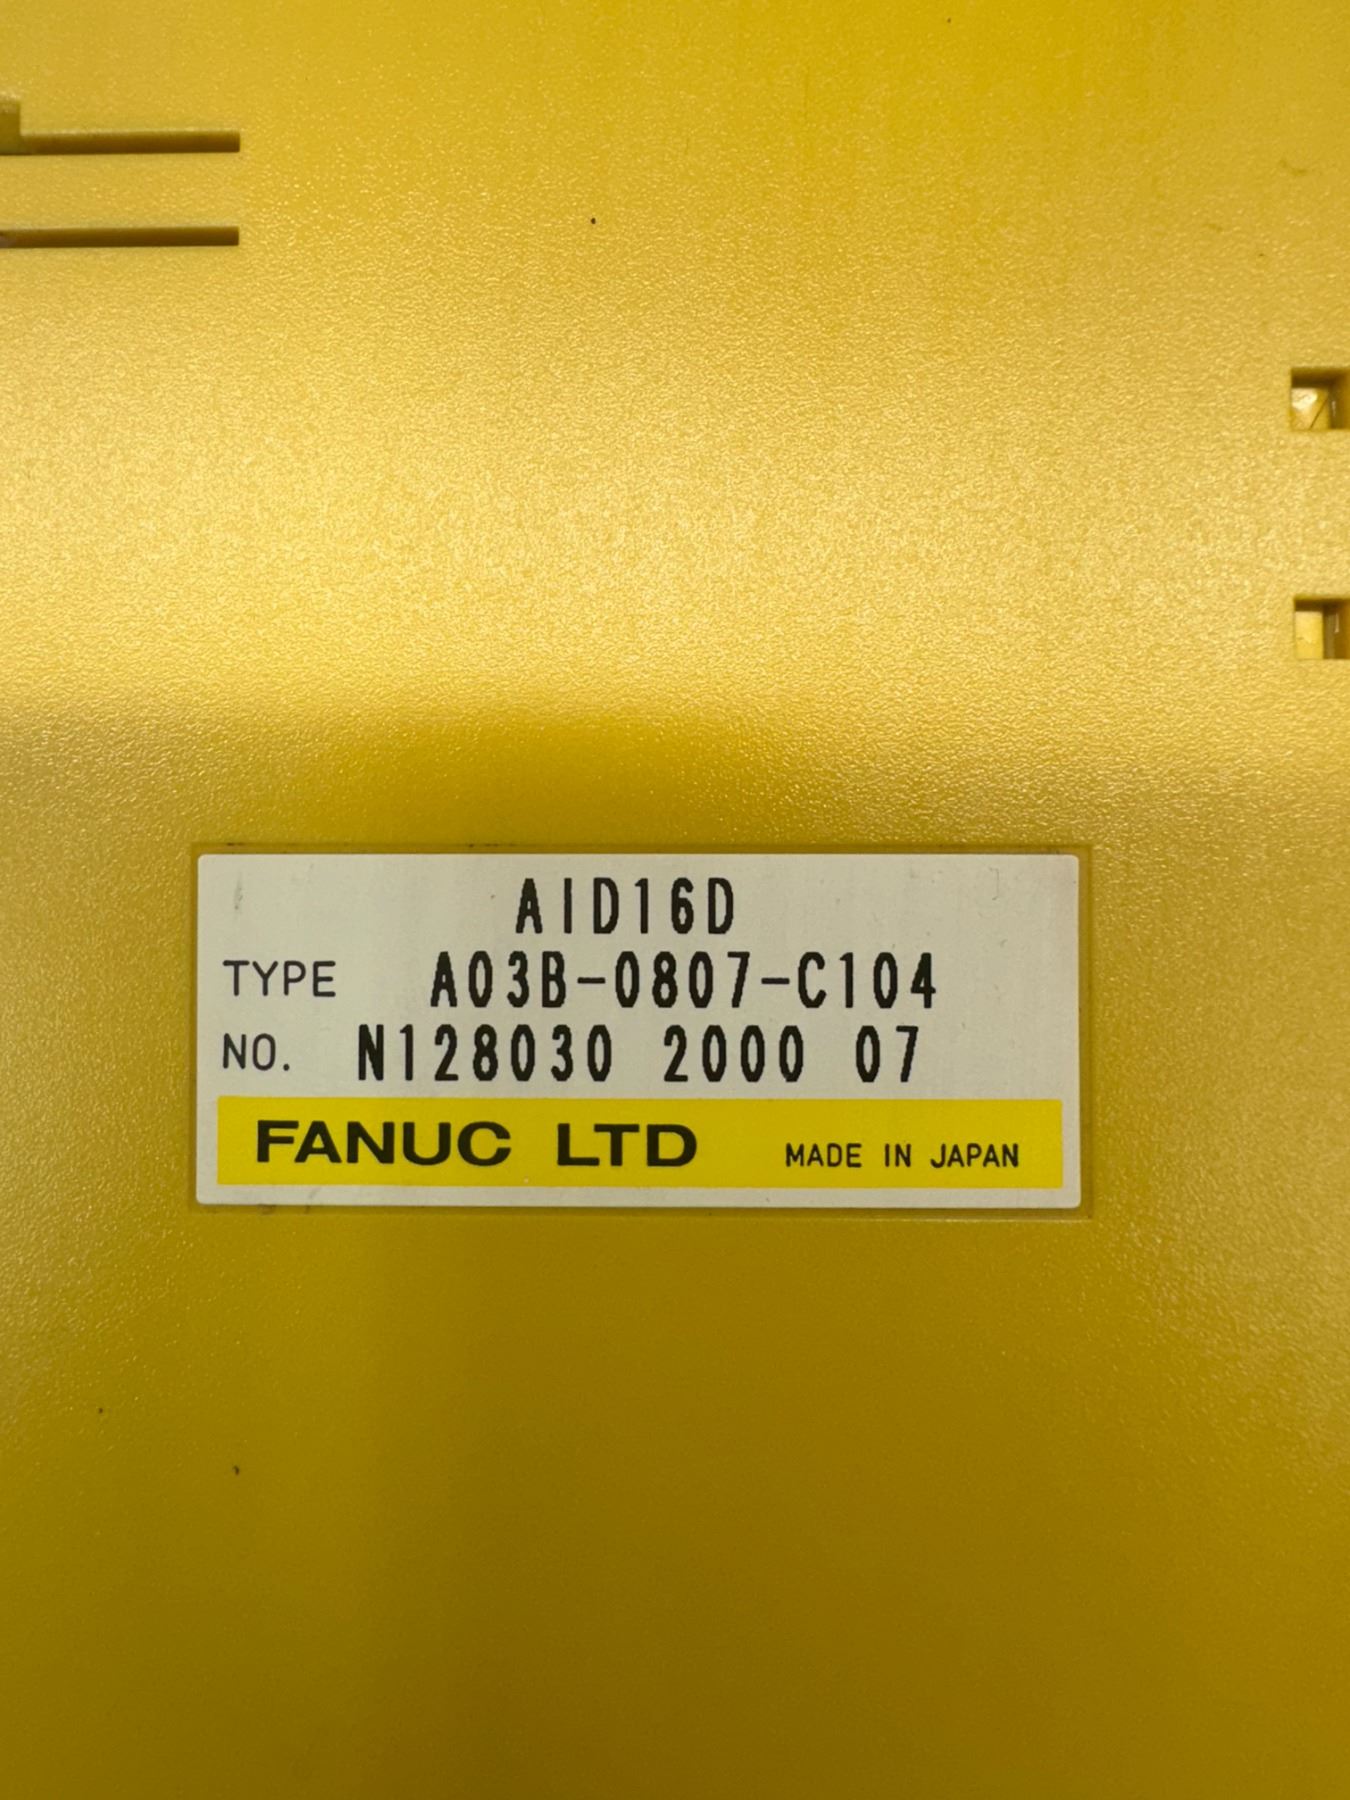 AID16D
TYPE A03B-0807-C104
NO. N128030 2000 07
FANUC LTD MADE IN JAPAN